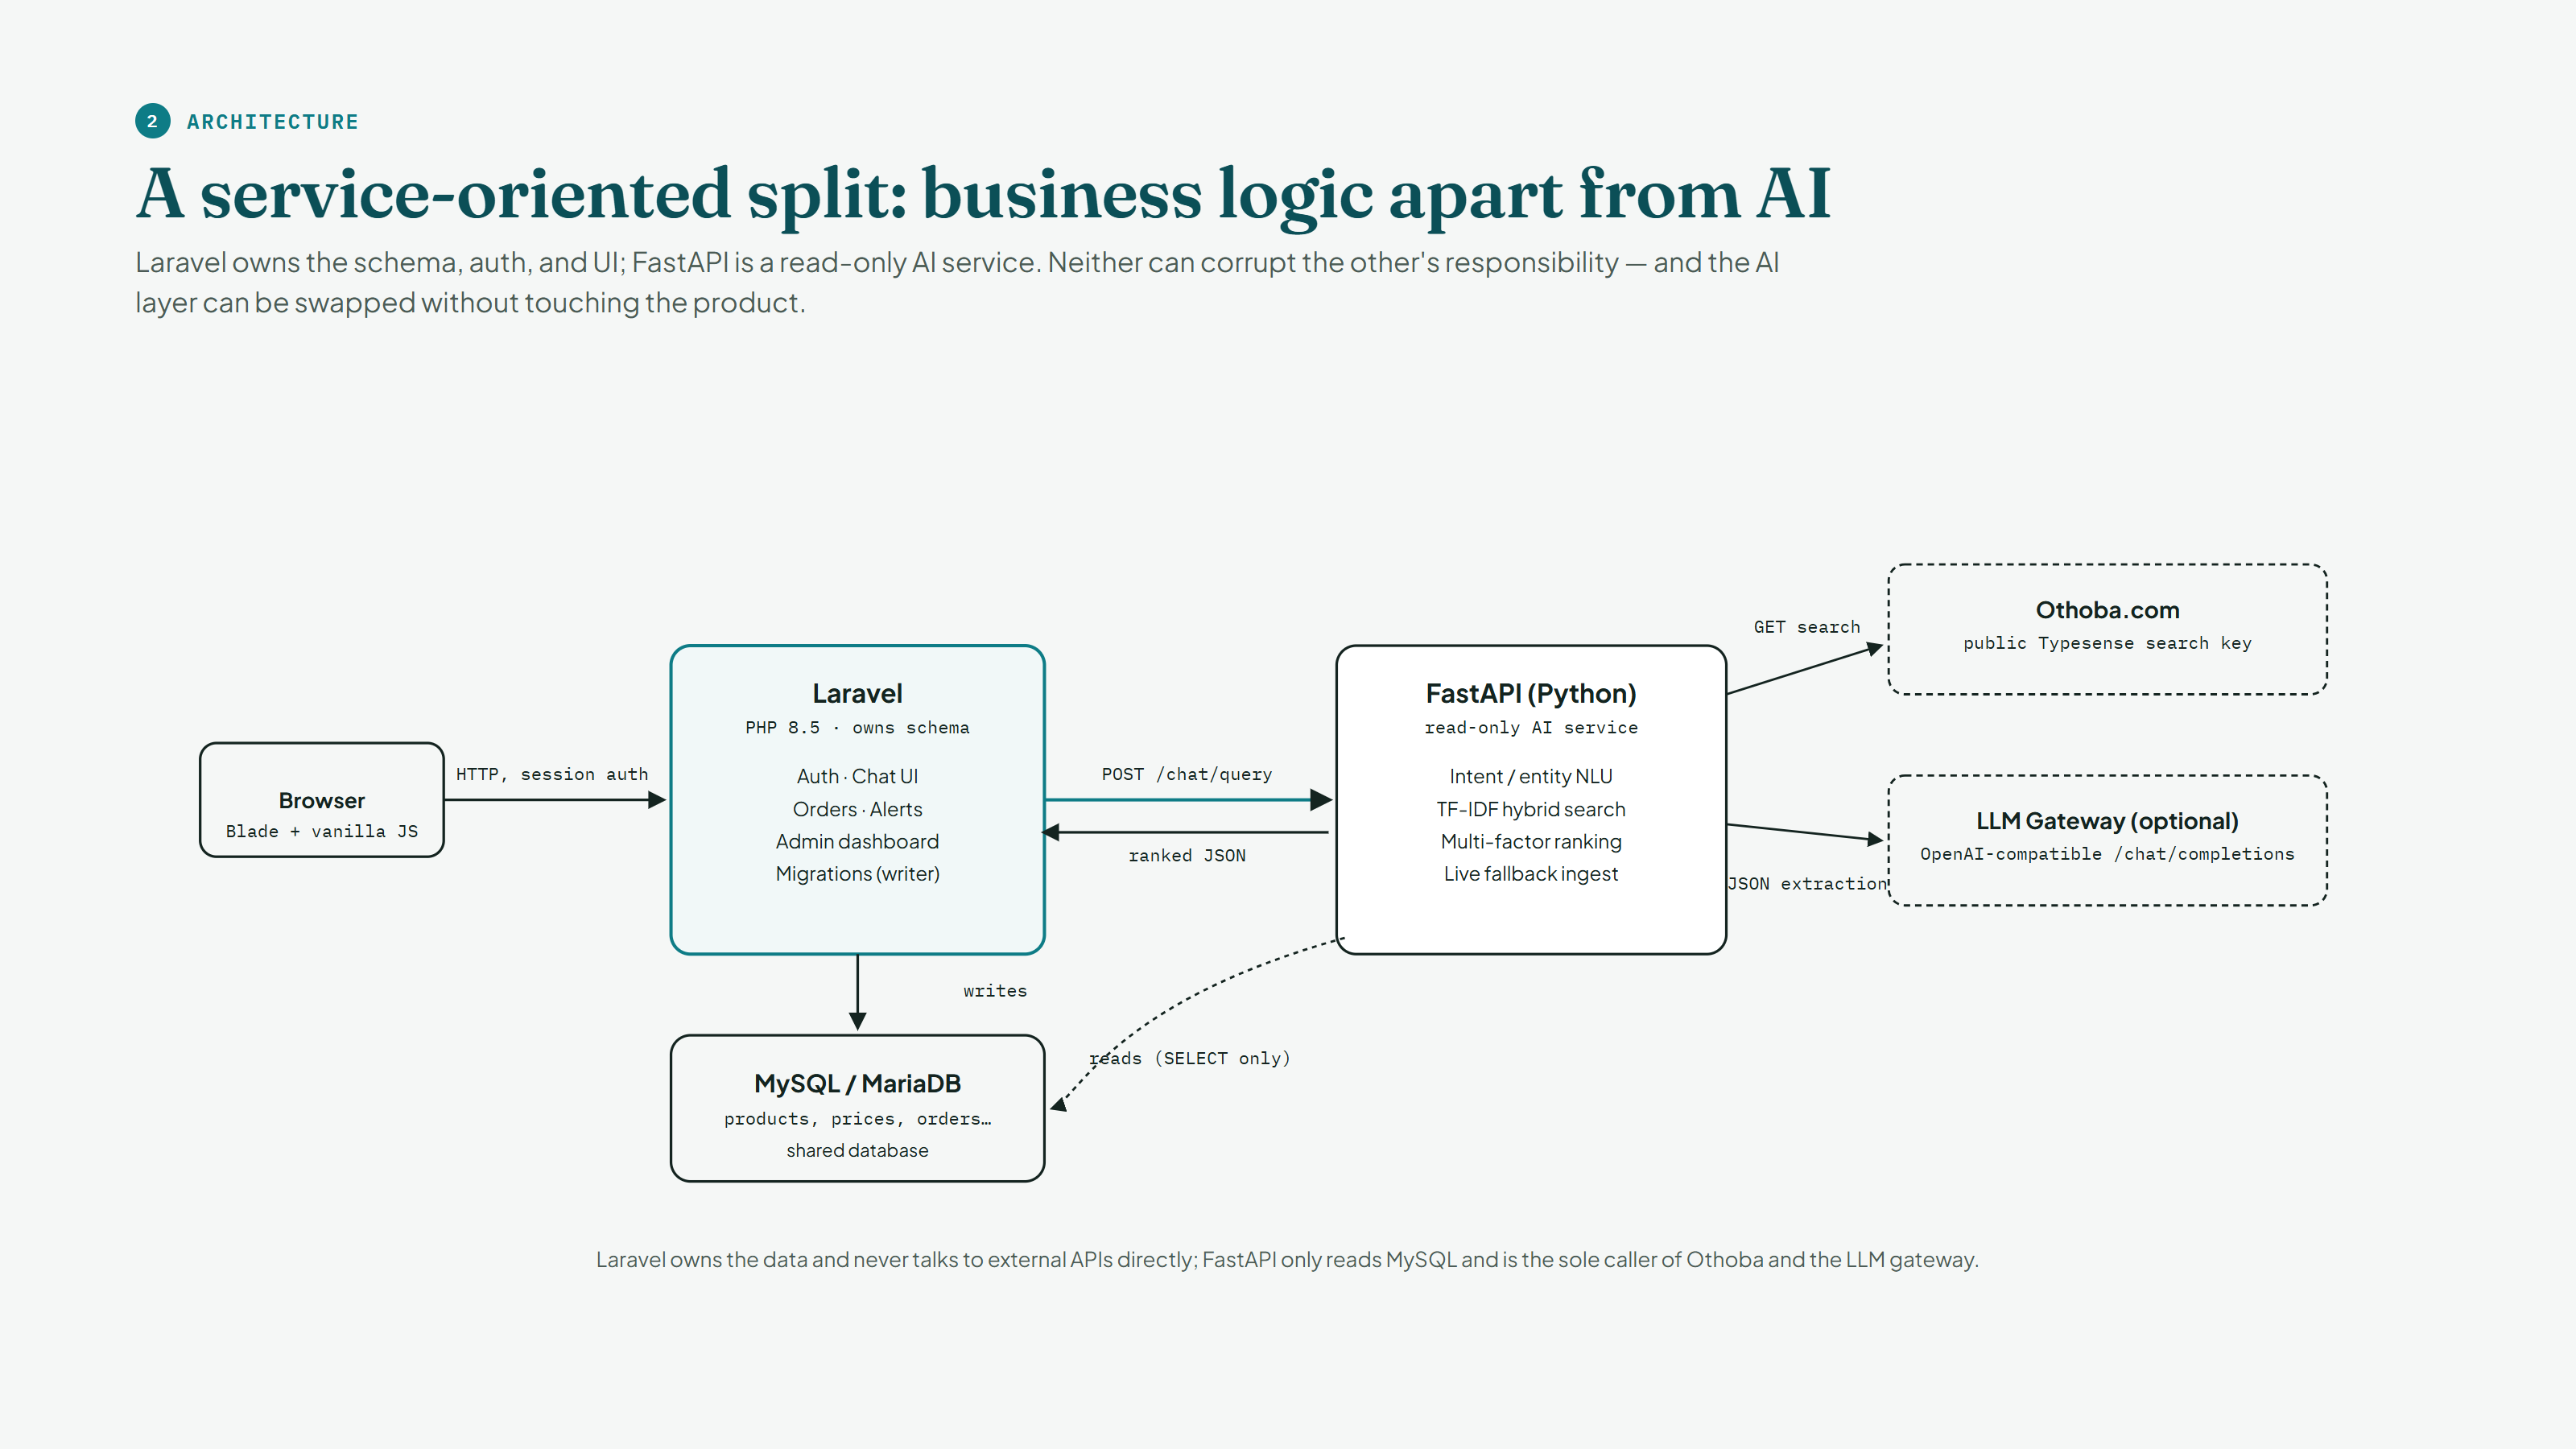 2 ARCHITECTURE
A service-oriented split: business logic apart from AI
Laravel owns the schema, auth, and UI; FastAPI is a read-only AI service. Neither can corrupt the other's responsibility — and the AI
layer can be swapped without touching the product.
Browser
Blade + vanilla JS
HTTP, session auth
Laravel
PHP 8.5 · owns schema
Auth · Chat UI
Orders · Alerts
Admin dashboard
Migrations (writer)
POST /chat/query
ranked JSON
FastAPI (Python)
read-only AI service
Intent / entity NLU
TF-IDF hybrid search
Multi-factor ranking
Live fallback ingest
GET search
Othoba.com
public Typesense search key
JSON extraction
LLM Gateway (optional)
OpenAI-compatible /chat/completions
writes
reads (SELECT only)
MySQL / MariaDB
products, prices, orders…
shared database
Laravel owns the data and never talks to external APIs directly; FastAPI only reads MySQL and is the sole caller of Othoba and the LLM gateway.